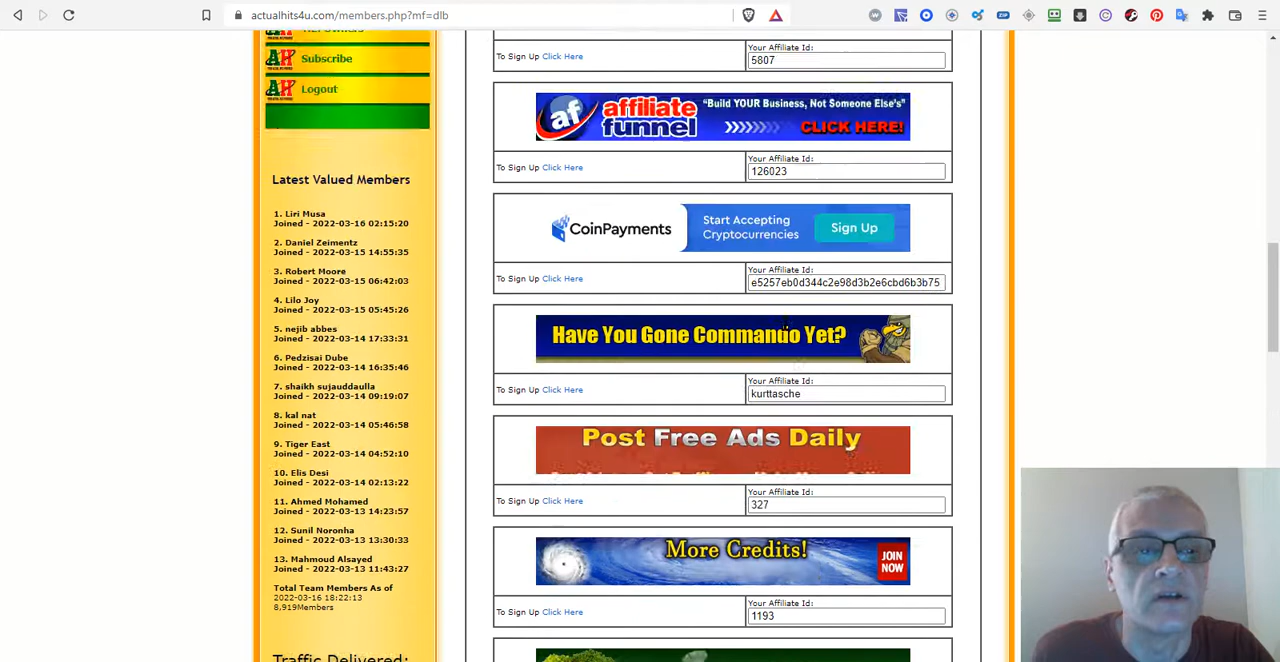 actualhits4u.com/members.php?mf=dlb
Subscribe
Logout
Latest Valued Members
1. Liri Musa
Joined - 2022-03-16 02:15:20
2. Daniel Zeimentz
Joined - 2022-03-15 14:55:35
3. Robert Moore
Joined - 2022-03-15 06:42:03
4. Lilo Joy
Joined - 2022-03-15 05:45:26
5. nejib abbes
Joined - 2022-03-14 17:33:31
6. Pedzisai Dube
Joined - 2022-03-14 16:35:46
7. shaikh sujauddaulla
Joined - 2022-03-14 09:19:07
8. kal nat
Joined - 2022-03-14 05:46:58
9. Tiger East
Joined - 2022-03-14 04:52:10
10. Elis Desi
Joined - 2022-03-14 02:13:22
11. Ahmed Mohamed
Joined - 2022-03-13 14:23:57
12. Sunil Noronha
Joined - 2022-03-13 13:30:33
13. Mahmoud Alsayed
Joined - 2022-03-13 11:43:27
Total Team Members As of
2022-03-16 18:22:13
8,919Members
Traffic Delivered:
To Sign Up Click Here
Your Affiliate Id:
5807
af affiliate funnel
"Build YOUR Business, Not Someone Else's"
CLICK HERE!
To Sign Up Click Here
Your Affiliate Id:
126023
CoinPayments
Start Accepting
Cryptocurrencies
Sign Up
To Sign Up Click Here
Your Affiliate Id:
e5257eb0d344c2e98d3b2e6cbd6b3b75
Have You Gone Commando Yet?
To Sign Up Click Here
Your Affiliate Id:
kurttasche
Post Free Ads Daily
To Sign Up Click Here
Your Affiliate Id:
327
More Credits!
JOIN
NOW
To Sign Up Click Here
Your Affiliate Id:
1193